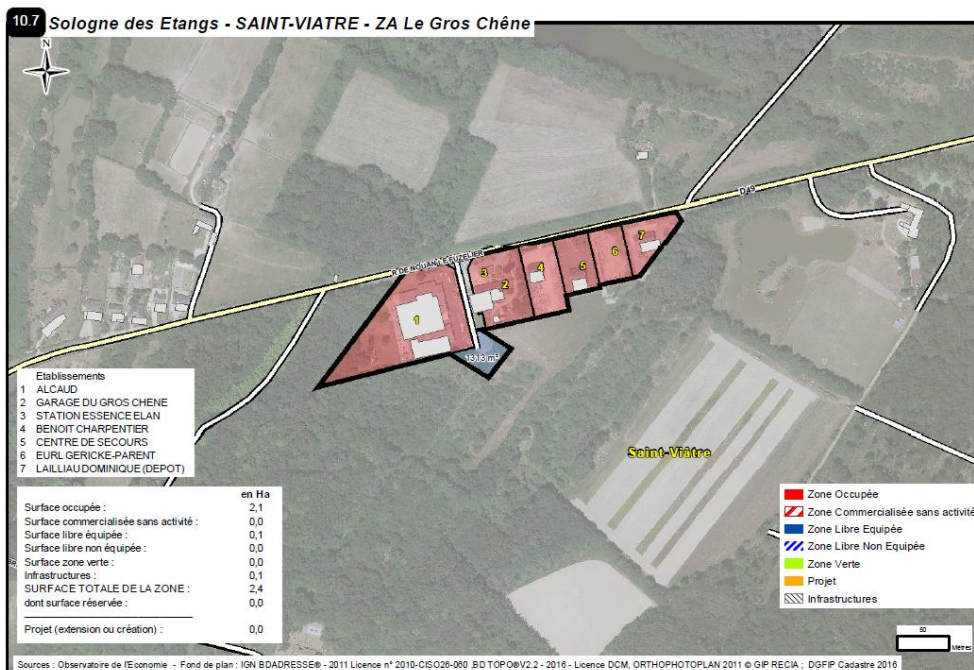 10.7 Sologne des Etangs - SAINT-VIATRE - ZA Le Gros Chêne
N
D 49
R DE NOUAN LE FUZELIER
7
6
5
4
3
2
1
1313 m²
Saint-Viâtre
Etablissements
1 ALCAUD
2 GARAGE DU GROS CHENE
3 STATION ESSENCE ELAN
4 BENOIT CHARPENTIER
5 CENTRE DE SECOURS
6 EURL GERICKE-PARENT
7 LAILLIAU DOMINIQUE (DEPOT)
en Ha
Surface occupée : 2,1
Surface commercialisée sans activité : 0,0
Surface libre équipée : 0,1
Surface libre non équipée : 0,0
Surface zone verte : 0,0
Infrastructures : 0,1
SURFACE TOTALE DE LA ZONE : 2,4
dont surface réservée : 0,0
Projet (extension ou création) : 0,0
Zone Occupée
Zone Commercialisée sans activité
Zone Libre Equipée
Zone Libre Non Equipée
Zone Verte
Projet
Infrastructures
50
Mètres
Sources : Observatoire de l'Economie - Fond de plan : IGN BDADRESSE® - 2011 Licence n° 2010-CISO26-060 ,BD TOPO®V2.2 - 2016 - Licence DCM, ORTHOPHOTOPLAN 2011 © GIP RECIA ; DGFIP Cadastre 2016